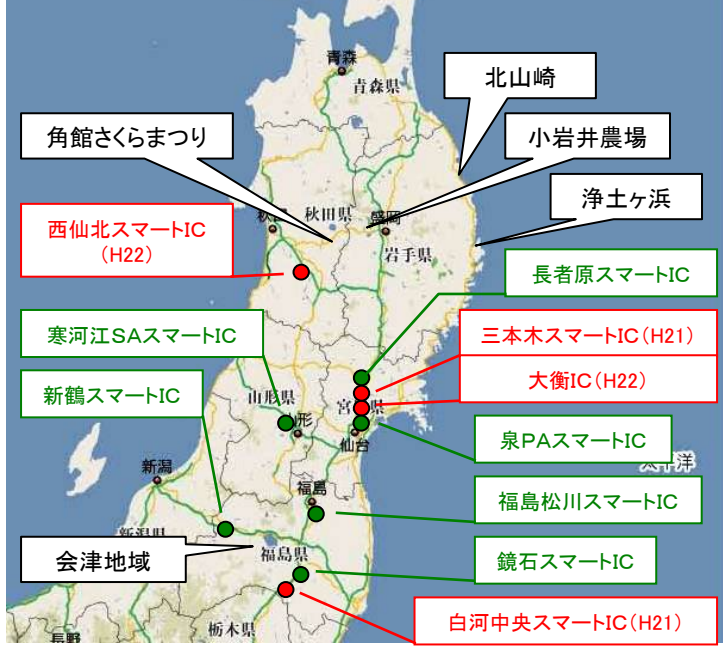 青森
青森県
北山崎
角館さくらまつり
小岩井農場
浄土ヶ浜
西仙北スマートIC
(H22)
秋田県
盛岡
岩手県
長者原スマートIC
寒河江SAスマートIC
三本木スマートIC(H21)
大衡IC(H22)
新鶴スマートIC
山形県
仙台
泉PAスマートIC
新潟
福島
福島松川スマートIC
新潟県
会津地域
福島県
鏡石スマートIC
栃木県
白河中央スマートIC(H21)
長野